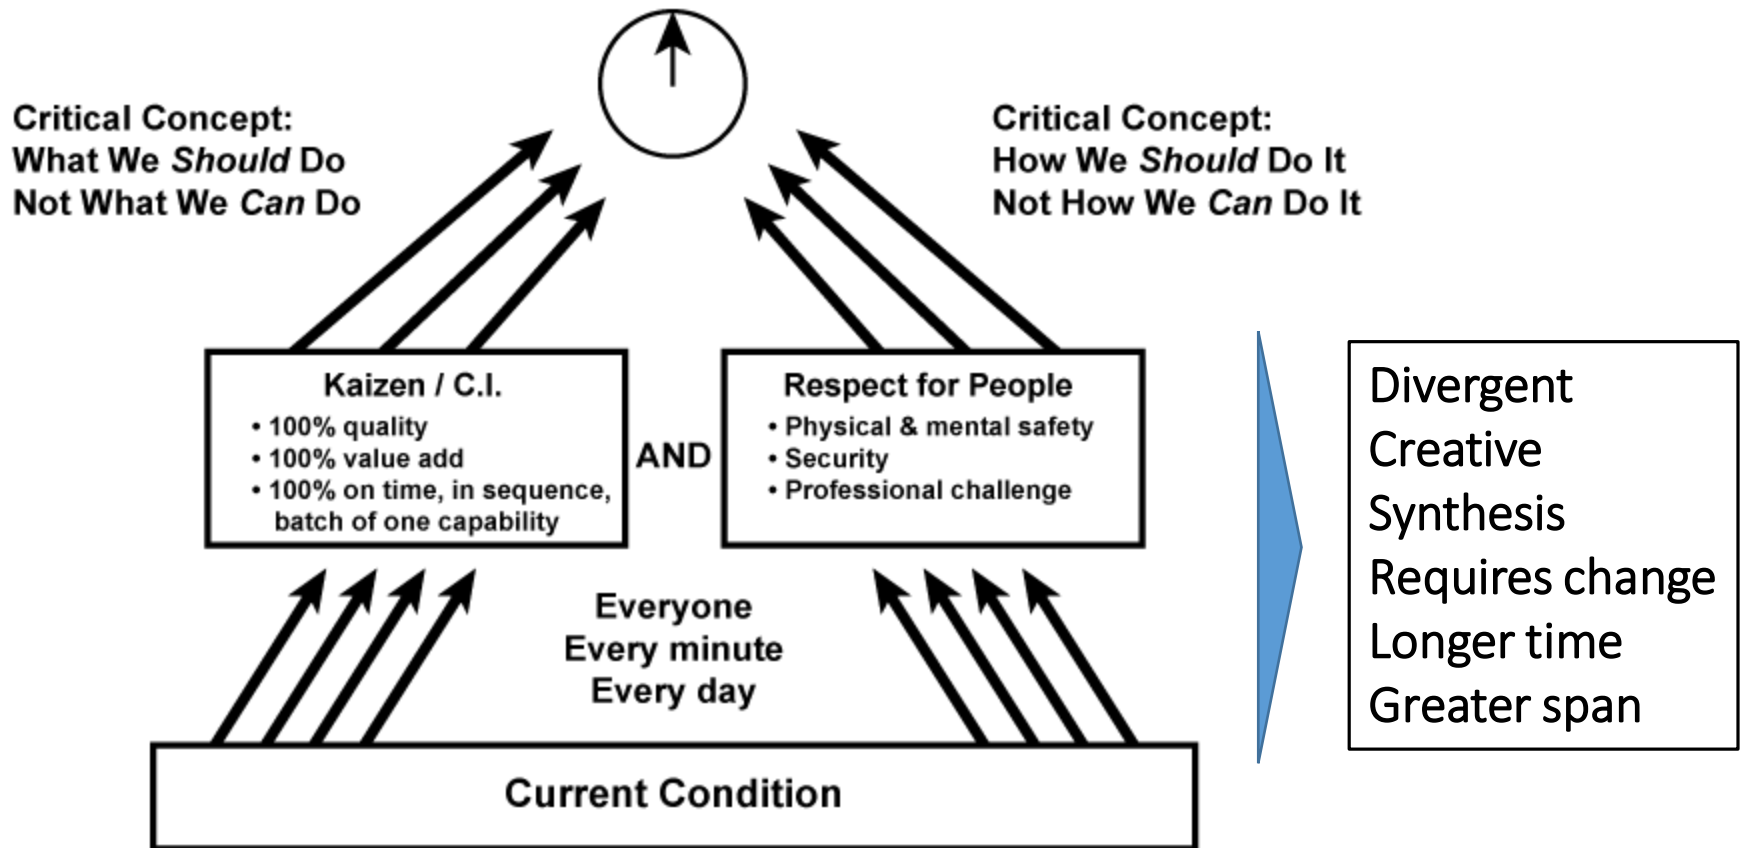 Critical Concept:
What We Should Do
Not What We Can Do
Critical Concept:
How We Should Do It
Not How We Can Do It
Kaizen / C.I.
• 100% quality
• 100% value add
• 100% on time, in sequence,
batch of one capability
AND
Respect for People
• Physical & mental safety
• Security
• Professional challenge
Everyone
Every minute
Every day
Current Condition
Divergent
Creative
Synthesis
Requires change
Longer time
Greater span